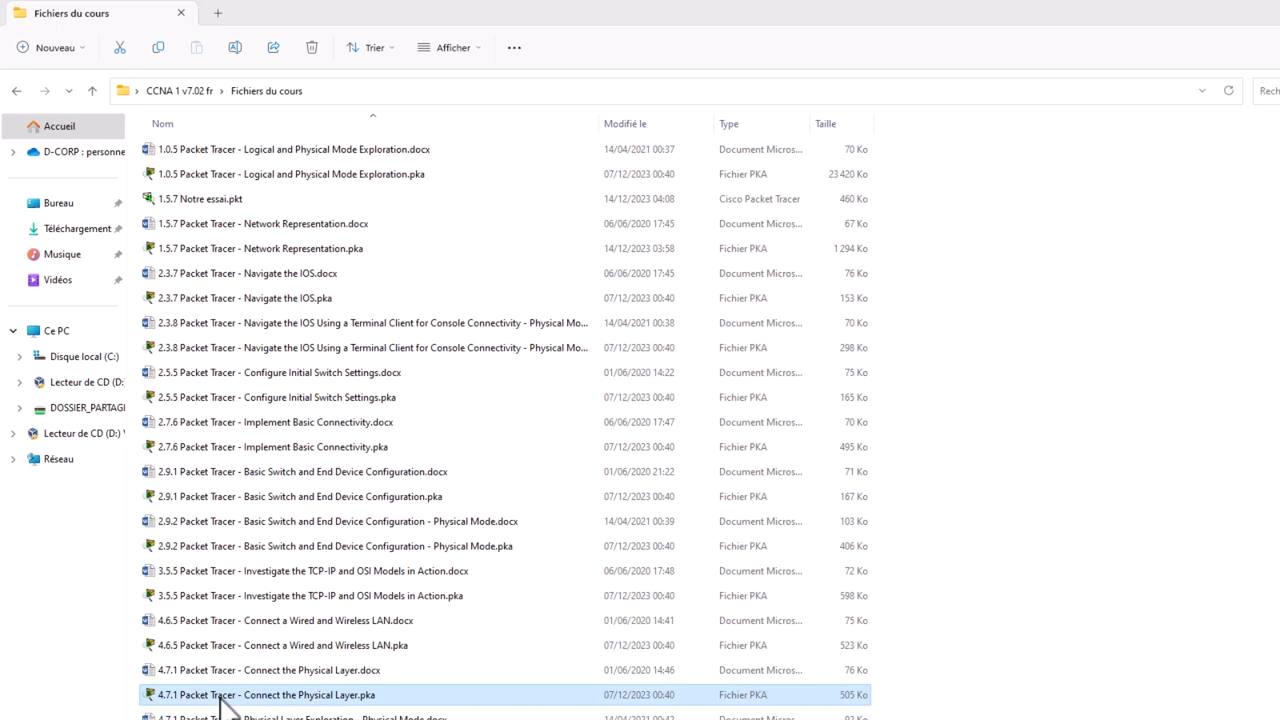 Fichiers du cours
Nouveau
Trier
Afficher
CCNA 1 v7.02 fr
Fichiers du cours
Rech
Accueil
D-CORP : personne
Bureau
Téléchargement
Musique
Vidéos
Ce PC
Disque local (C:)
Lecteur de CD (D:
DOSSIER_PARTAG
Lecteur de CD (D:) V
Réseau
Nom Modifié le Type Taille
1.0.5 Packet Tracer - Logical and Physical Mode Exploration.docx 14/04/2021 00:37 Document Micros... 70 Ko
1.0.5 Packet Tracer - Logical and Physical Mode Exploration.pka 07/12/2023 00:40 Fichier PKA 23 420 Ko
1.5.7 Notre essai.pkt 14/12/2023 04:08 Cisco Packet Tracer 460 Ko
1.5.7 Packet Tracer - Network Representation.docx 06/06/2020 17:45 Document Micros... 67 Ko
1.5.7 Packet Tracer - Network Representation.pka 14/12/2023 03:58 Fichier PKA 1 294 Ko
2.3.7 Packet Tracer - Navigate the IOS.docx 06/06/2020 17:45 Document Micros... 76 Ko
2.3.7 Packet Tracer - Navigate the IOS.pka 07/12/2023 00:40 Fichier PKA 153 Ko
2.3.8 Packet Tracer - Navigate the IOS Using a Terminal Client for Console Connectivity - Physical Mo... 14/04/2021 00:38 Document Micros... 70 Ko
2.3.8 Packet Tracer - Navigate the IOS Using a Terminal Client for Console Connectivity - Physical Mo... 07/12/2023 00:40 Fichier PKA 298 Ko
2.5.5 Packet Tracer - Configure Initial Switch Settings.docx 01/06/2020 14:22 Document Micros... 75 Ko
2.5.5 Packet Tracer - Configure Initial Switch Settings.pka 07/12/2023 00:40 Fichier PKA 165 Ko
2.7.6 Packet Tracer - Implement Basic Connectivity.docx 06/06/2020 17:47 Document Micros... 70 Ko
2.7.6 Packet Tracer - Implement Basic Connectivity.pka 07/12/2023 00:40 Fichier PKA 495 Ko
2.9.1 Packet Tracer - Basic Switch and End Device Configuration.docx 01/06/2020 21:22 Document Micros... 71 Ko
2.9.1 Packet Tracer - Basic Switch and End Device Configuration.pka 07/12/2023 00:40 Fichier PKA 167 Ko
2.9.2 Packet Tracer - Basic Switch and End Device Configuration - Physical Mode.docx 14/04/2021 00:39 Document Micros... 103 Ko
2.9.2 Packet Tracer - Basic Switch and End Device Configuration - Physical Mode.pka 07/12/2023 00:40 Fichier PKA 406 Ko
3.5.5 Packet Tracer - Investigate the TCP-IP and OSI Models in Action.docx 06/06/2020 17:48 Document Micros... 72 Ko
3.5.5 Packet Tracer - Investigate the TCP-IP and OSI Models in Action.pka 07/12/2023 00:40 Fichier PKA 598 Ko
4.6.5 Packet Tracer - Connect a Wired and Wireless LAN.docx 01/06/2020 14:41 Document Micros... 75 Ko
4.6.5 Packet Tracer - Connect a Wired and Wireless LAN.pka 07/12/2023 00:40 Fichier PKA 523 Ko
4.7.1 Packet Tracer - Connect the Physical Layer.docx 01/06/2020 14:46 Document Micros... 76 Ko
4.7.1 Packet Tracer - Connect the Physical Layer.pka 07/12/2023 00:40 Fichier PKA 505 Ko